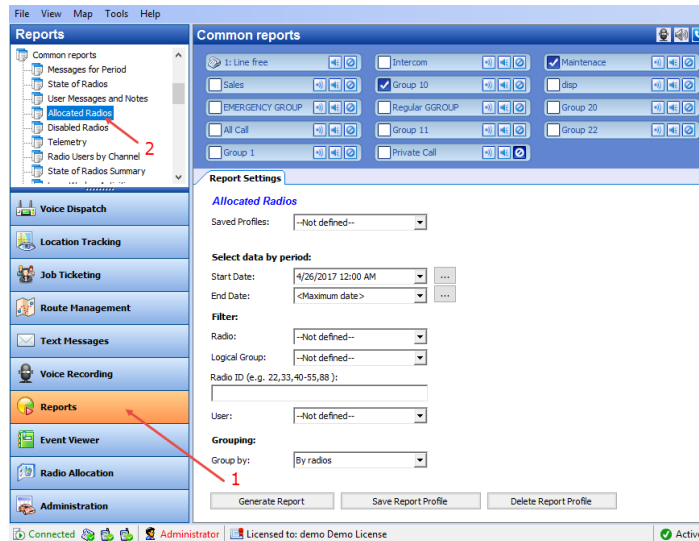 File View Map Tools Help
Reports
Common reports
Common reports
Messages for Period
State of Radios
User Messages and Notes
Allocated Radios
2
Disabled Radios
Telemetry
Radio Users by Channel
State of Radios Summary
1: Line free
Intercom
Maintenace
Sales
Group 10
disp
EMERGENCY GROUP
Regular GGROUP
Group 20
All Call
Group 11
Group 22
Group 1
Private Call
Voice Dispatch
Location Tracking
Job Ticketing
Route Management
Text Messages
Voice Recording
Reports
1
Event Viewer
Radio Allocation
Administration
Report Settings
Allocated Radios
Saved Profiles: --Not defined--
Select data by period:
Start Date: 4/26/2017 12:00 AM ...
End Date: <Maximum date> ...
Filter:
Radio: --Not defined--
Logical Group: --Not defined--
Radio ID (e.g. 22,33,40-55,88 ):
User: --Not defined--
Grouping:
Group by: By radios
Generate Report Save Report Profile Delete Report Profile
Connected Administrator Licensed to: demo Demo License Active